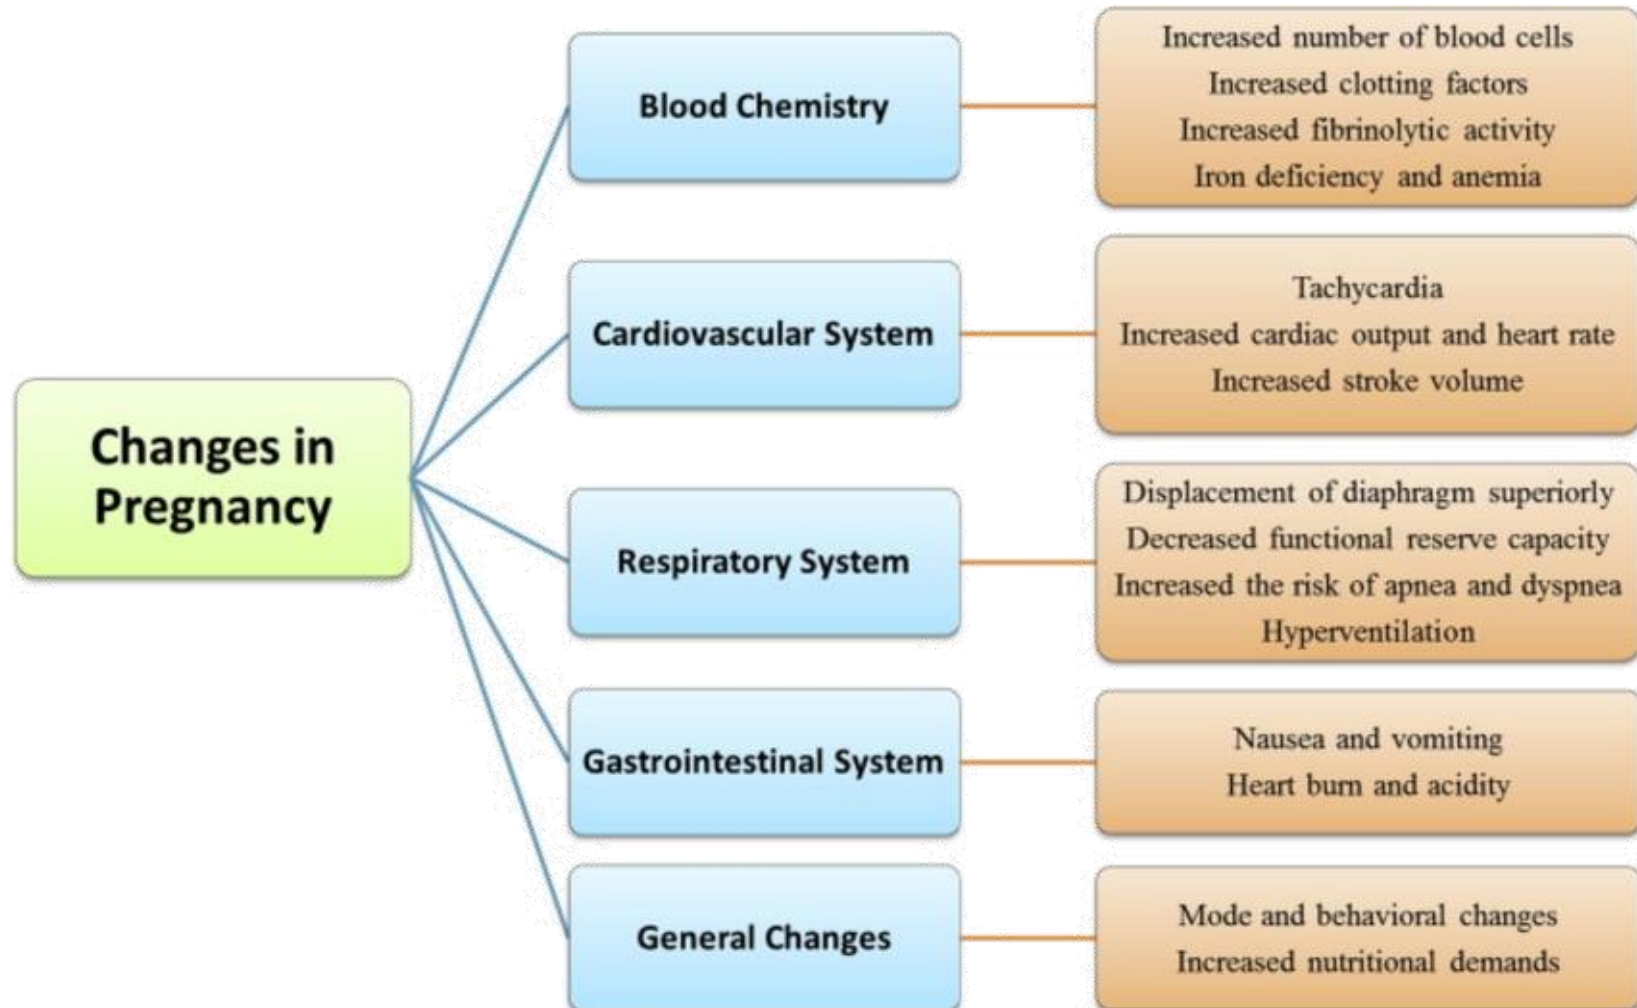 Changes in
Pregnancy
Blood Chemistry
Increased number of blood cells
Increased clotting factors
Increased fibrinolytic activity
Iron deficiency and anemia
Cardiovascular System
Tachycardia
Increased cardiac output and heart rate
Increased stroke volume
Respiratory System
Displacement of diaphragm superiorly
Decreased functional reserve capacity
Increased the risk of apnea and dyspnea
Hyperventilation
Gastrointestinal System
Nausea and vomiting
Heart burn and acidity
General Changes
Mode and behavioral changes
Increased nutritional demands